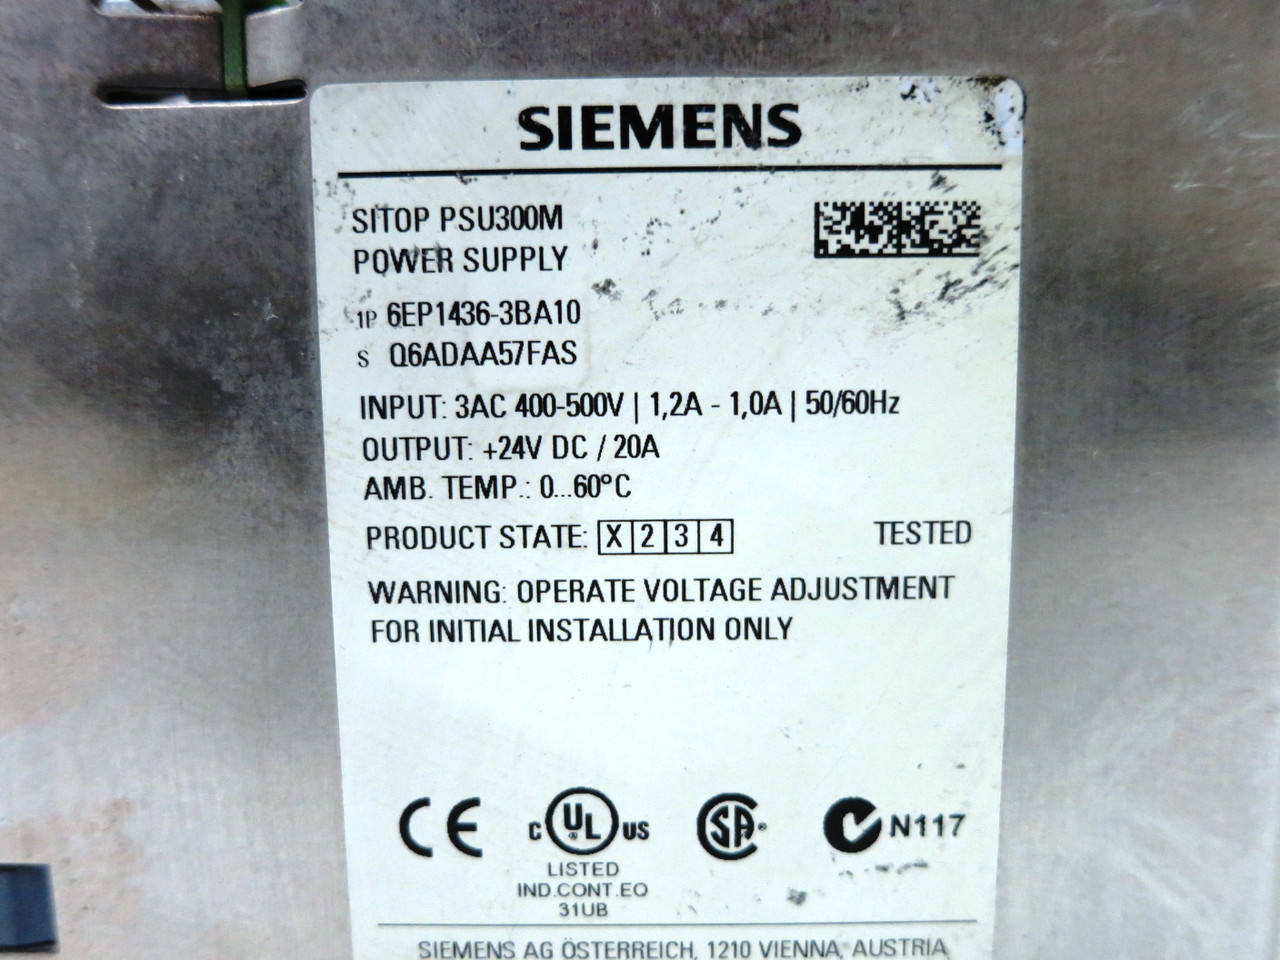 SIEMENS
SITOP PSU300M
POWER SUPPLY
1P 6EP1436-3BA10
S Q6ADAA57FAS
INPUT: 3AC 400-500V | 1,2A - 1,0A | 50/60Hz
OUTPUT: +24V DC / 20A
AMB. TEMP.: 0...60°C
PRODUCT STATE: X 2 3 4 TESTED
WARNING: OPERATE VOLTAGE ADJUSTMENT
FOR INITIAL INSTALLATION ONLY
CE C UL ® US SA ® N117
LISTED
IND.CONT.EQ
31UB
SIEMENS AG ÖSTERREICH, 1210 VIENNA, AUSTRIA